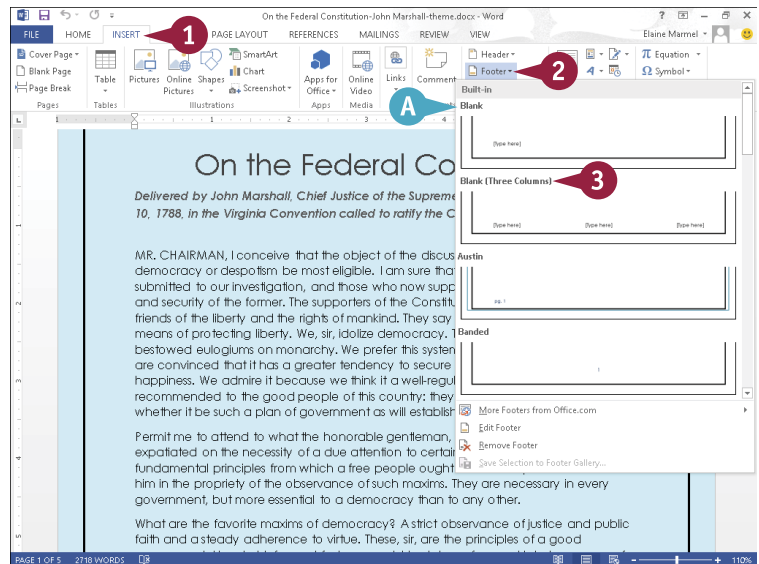 On the Federal Constitution-John Marshall-theme.docx - Word
FILE HOME INSERT 1 PAGE LAYOUT REFERENCES MAILINGS REVIEW VIEW Elaine Marmel
Cover Page
Blank Page
Page Break
Pages
Table
Tables
Pictures
Online Pictures
Shapes
SmartArt
Chart
Screenshot
Illustrations
Apps for Office
Apps
Online Video
Media
Links
Comment
Header
Footer 2
Equation
Symbol
A
Built-in
Blank
[Type here]
Blank (Three Columns) 3
[Type here] [Type here] [Type here]
Austin
pg. 1
Banded
1
More Footers from Office.com
Edit Footer
Remove Footer
Save Selection to Footer Gallery...
On the Federal Co
Delivered by John Marshall, Chief Justice of the Supreme
10, 1788, in the Virginia Convention called to ratify the C
MR. CHAIRMAN, I conceive that the object of the discus
democracy or despotism be most eligible. I am sure that
submitted to our investigation, and those who now supp
and security of the former. The supporters of the Constitu
friends of the liberty and the rights of mankind. They say
means of protecting liberty. We, sir, idolize democracy. T
bestowed eulogiums on monarchy. We prefer this system
are convinced that it has a greater tendency to secure
happiness. We admire it because we think it a well-regul
recommended to the good people of this country: they
whether it be such a plan of government as will establish
Permit me to attend to what the honorable gentleman,
expatiated on the necessity of a due attention to certain
fundamental principles from which a free people ought
him in the propriety of the observance of such maxims. They are necessary in every
government, but more essential to a democracy than to any other.
What are the favorite maxims of democracy? A strict observance of justice and public
faith and a steady adherence to virtue. These, sir, are the principles of a good
PAGE 1 OF 5 2718 WORDS 110%